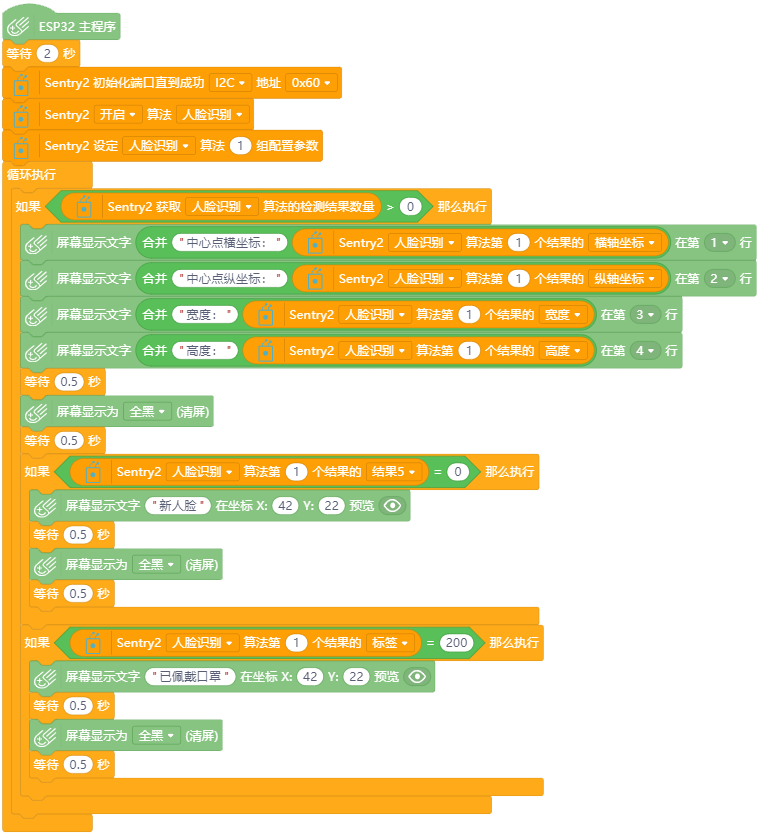 ESP32 主程序
等待 2 秒
Sentry2 初始化端口直到成功 I2C 地址 0x60
Sentry2 开启 算法 人脸识别
Sentry2 设定 人脸识别 算法 1 组配置参数
循环执行
如果 Sentry2 获取 人脸识别 算法的检测结果数量 > 0 那么执行
屏幕显示文字 合并 "中心点横坐标：" Sentry2 人脸识别 算法第 1 个结果的 横轴坐标 在第 1 行
屏幕显示文字 合并 "中心点纵坐标：" Sentry2 人脸识别 算法第 1 个结果的 纵轴坐标 在第 2 行
屏幕显示文字 合并 "宽度：" Sentry2 人脸识别 算法第 1 个结果的 宽度 在第 3 行
屏幕显示文字 合并 "高度：" Sentry2 人脸识别 算法第 1 个结果的 高度 在第 4 行
等待 0.5 秒
屏幕显示为 全黑 (清屏)
等待 0.5 秒
如果 Sentry2 人脸识别 算法第 1 个结果的 结果5 = 0 那么执行
屏幕显示文字 "新人脸" 在坐标 X: 42 Y: 22 预览
等待 0.5 秒
屏幕显示为 全黑 (清屏)
等待 0.5 秒
如果 Sentry2 人脸识别 算法第 1 个结果的 标签 = 200 那么执行
屏幕显示文字 "已佩戴口罩" 在坐标 X: 42 Y: 22 预览
等待 0.5 秒
屏幕显示为 全黑 (清屏)
等待 0.5 秒